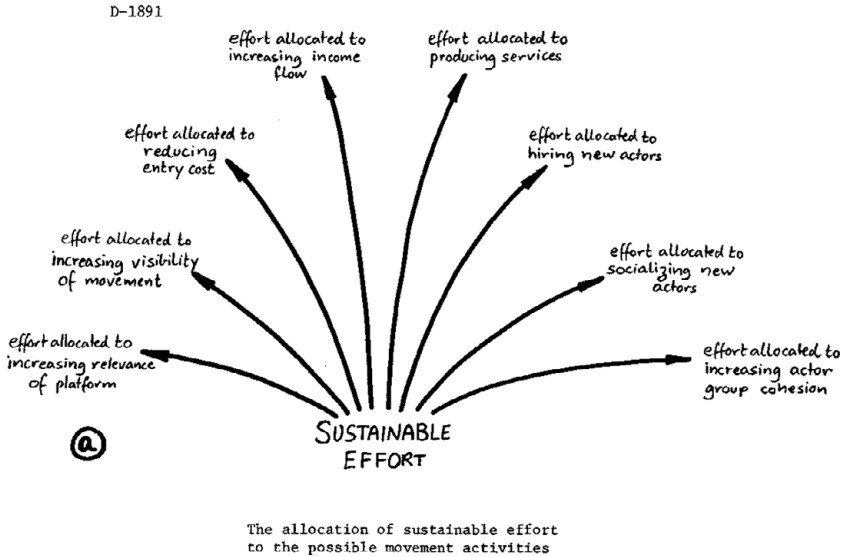 D-1891
effort allocated to
increasing income
flow
effort allocated to
producing services
effort allocated to
reducing
entry cost
effort allocated to
hiring new actors
effort allocated to
increasing visibility
of movement
effort allocated to
socializing new
actors
effort allocated to
increasing relevance
of platform
effort allocated to
increasing actor
group cohesion
a
SUSTAINABLE
EFFORT
The allocation of sustainable effort
to the possible movement activities